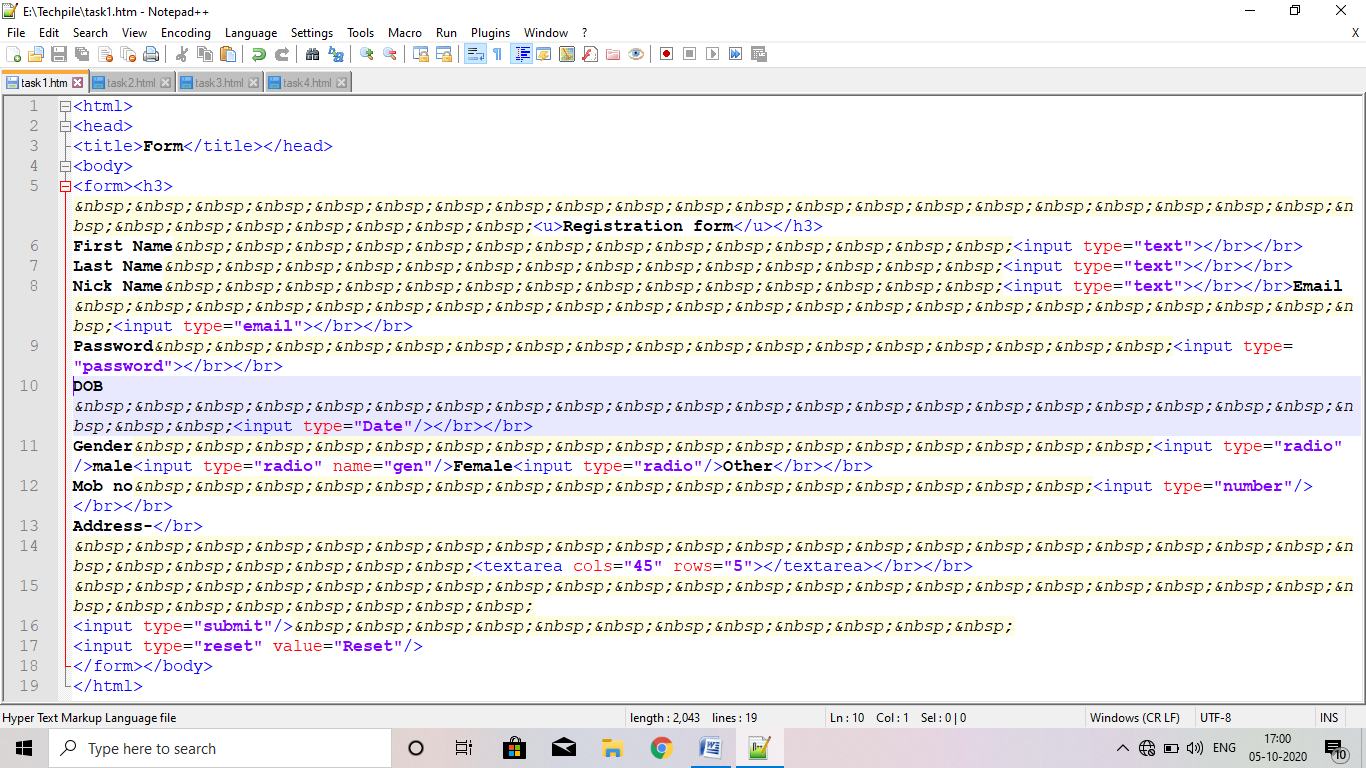 E:\Techpile\task1.htm - Notepad++
File Edit Search View Encoding Language Settings Tools Macro Run Plugins Window ? X
task1.htm task2.html task3.html task4.html
1 <html>
2 <head>
3 <title>Form</title></head>
4 <body>
5 <form><h3>
&nbsp;&nbsp;&nbsp;&nbsp;&nbsp;&nbsp;&nbsp;&nbsp;&nbsp;&nbsp;&nbsp;&nbsp;&nbsp;&nbsp;&nbsp;&nbsp;&nbsp;&nbsp;&nbsp;&nbsp;&nbsp;&n
bsp;&nbsp;&nbsp;&nbsp;&nbsp;&nbsp;&nbsp;&nbsp;<u>Registration form</u></h3>
6 First Name&nbsp;&nbsp;&nbsp;&nbsp;&nbsp;&nbsp;&nbsp;&nbsp;&nbsp;&nbsp;&nbsp;&nbsp;&nbsp;&nbsp;<input type="text"></br></br>
7 Last Name&nbsp;&nbsp;&nbsp;&nbsp;&nbsp;&nbsp;&nbsp;&nbsp;&nbsp;&nbsp;&nbsp;&nbsp;&nbsp;&nbsp;<input type="text"></br></br>
8 Nick Name&nbsp;&nbsp;&nbsp;&nbsp;&nbsp;&nbsp;&nbsp;&nbsp;&nbsp;&nbsp;&nbsp;&nbsp;&nbsp;&nbsp;<input type="text"></br></br>Email
&nbsp;&nbsp;&nbsp;&nbsp;&nbsp;&nbsp;&nbsp;&nbsp;&nbsp;&nbsp;&nbsp;&nbsp;&nbsp;&nbsp;&nbsp;&nbsp;&nbsp;&nbsp;&nbsp;&nbsp;&nbsp;&n
bsp;<input type="email"></br></br>
9 Password&nbsp;&nbsp;&nbsp;&nbsp;&nbsp;&nbsp;&nbsp;&nbsp;&nbsp;&nbsp;&nbsp;&nbsp;&nbsp;&nbsp;&nbsp;&nbsp;&nbsp;<input type=
"password"></br></br>
10 DOB
&nbsp;&nbsp;&nbsp;&nbsp;&nbsp;&nbsp;&nbsp;&nbsp;&nbsp;&nbsp;&nbsp;&nbsp;&nbsp;&nbsp;&nbsp;&nbsp;&nbsp;&nbsp;&nbsp;&nbsp;&nbsp;&n
bsp;&nbsp;&nbsp;<input type="Date"/></br></br>
11 Gender&nbsp;&nbsp;&nbsp;&nbsp;&nbsp;&nbsp;&nbsp;&nbsp;&nbsp;&nbsp;&nbsp;&nbsp;&nbsp;&nbsp;&nbsp;&nbsp;&nbsp;<input type="radio"
/>male<input type="radio" name="gen"/>Female<input type="radio"/>Other</br></br>
12 Mob no&nbsp;&nbsp;&nbsp;&nbsp;&nbsp;&nbsp;&nbsp;&nbsp;&nbsp;&nbsp;&nbsp;&nbsp;&nbsp;&nbsp;&nbsp;&nbsp;<input type="number"/>
</br></br>
13 Address-</br>
14 &nbsp;&nbsp;&nbsp;&nbsp;&nbsp;&nbsp;&nbsp;&nbsp;&nbsp;&nbsp;&nbsp;&nbsp;&nbsp;&nbsp;&nbsp;&nbsp;&nbsp;&nbsp;&nbsp;&nbsp;&nbsp;&n
bsp;&nbsp;&nbsp;&nbsp;&nbsp;&nbsp;&nbsp;<textarea cols="45" rows="5"></textarea></br></br>
15 &nbsp;&nbsp;&nbsp;&nbsp;&nbsp;&nbsp;&nbsp;&nbsp;&nbsp;&nbsp;&nbsp;&nbsp;&nbsp;&nbsp;&nbsp;&nbsp;&nbsp;&nbsp;&nbsp;&nbsp;&nbsp;&n
bsp;&nbsp;&nbsp;&nbsp;&nbsp;&nbsp;&nbsp;&nbsp;
16 <input type="submit"/>&nbsp;&nbsp;&nbsp;&nbsp;&nbsp;&nbsp;&nbsp;&nbsp;&nbsp;&nbsp;&nbsp;&nbsp;
17 <input type="reset" value="Reset"/>
18 </form></body>
19 </html>
Hyper Text Markup Language file length : 2,043 lines : 19 Ln : 10 Col : 1 Sel : 0 | 0 Windows (CR LF) UTF-8 INS
Type here to search ENG 17:00
05-10-2020 10